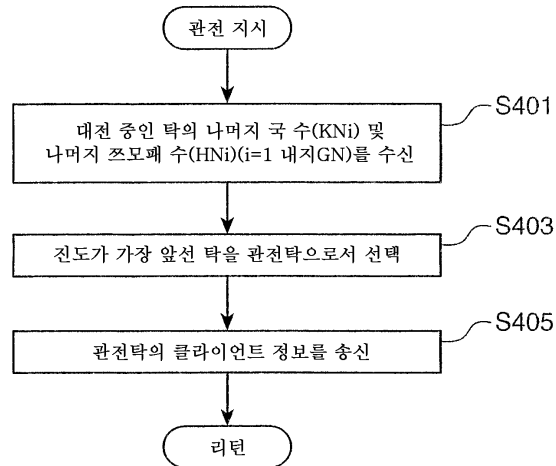 관전 지시
대전 중인 탁의 나머지 국 수(KNi) 및
나머지 쯔모패 수(HNi)(i=1 내지GN)를 수신
S401
진도가 가장 앞선 탁을 관전탁으로서 선택
S403
관전탁의 클라이언트 정보를 송신
S405
리턴